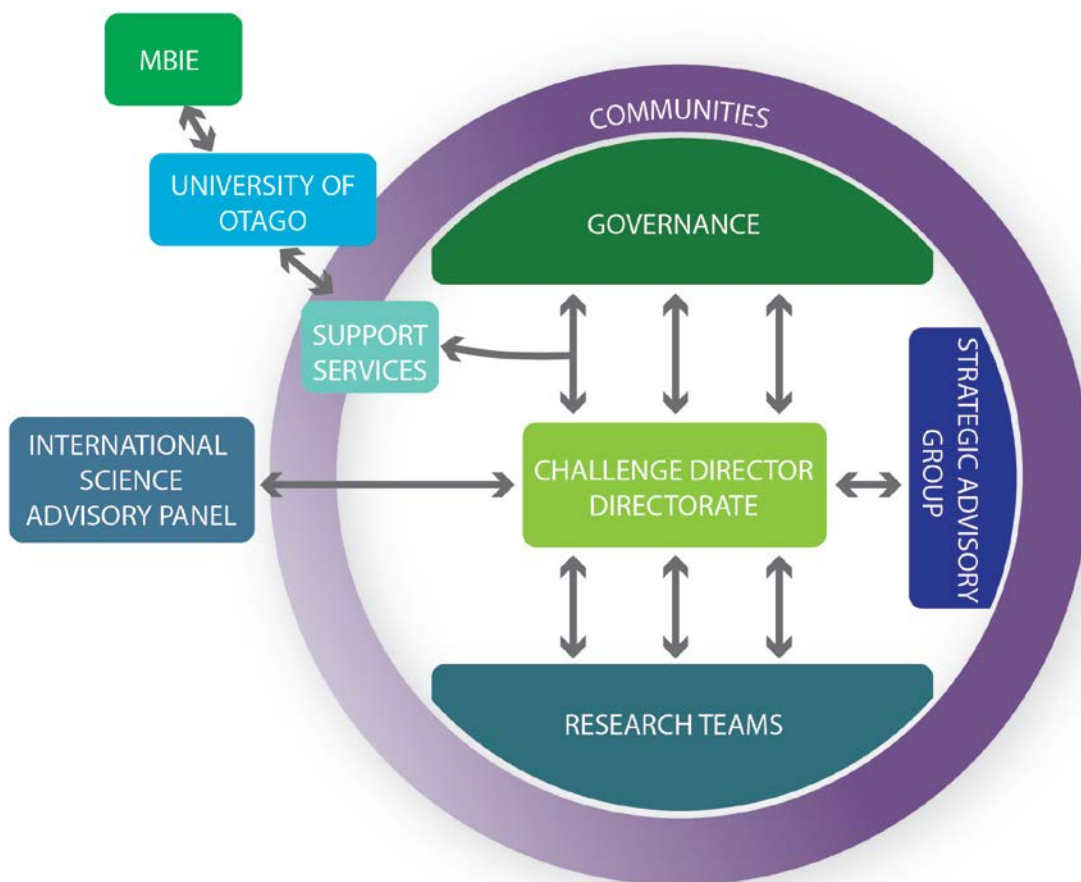 MBIE
COMMUNITIES
UNIVERSITY OF
OTAGO
GOVERNANCE
SUPPORT
SERVICES
STRATEGIC ADVISORY
GROUP
INTERNATIONAL
SCIENCE
ADVISORY PANEL
CHALLENGE DIRECTOR
DIRECTORATE
RESEARCH TEAMS